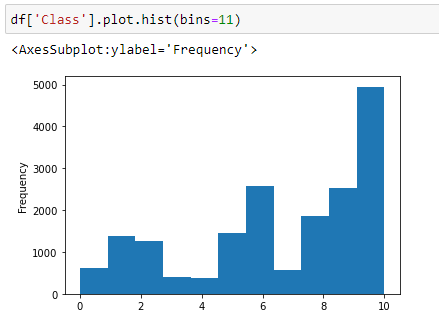 df['Class'].plot.hist(bins=11)
<AxesSubplot:ylabel='Frequency'>
5000
4000
3000
2000
1000
0
Frequency
0 2 4 6 8 10